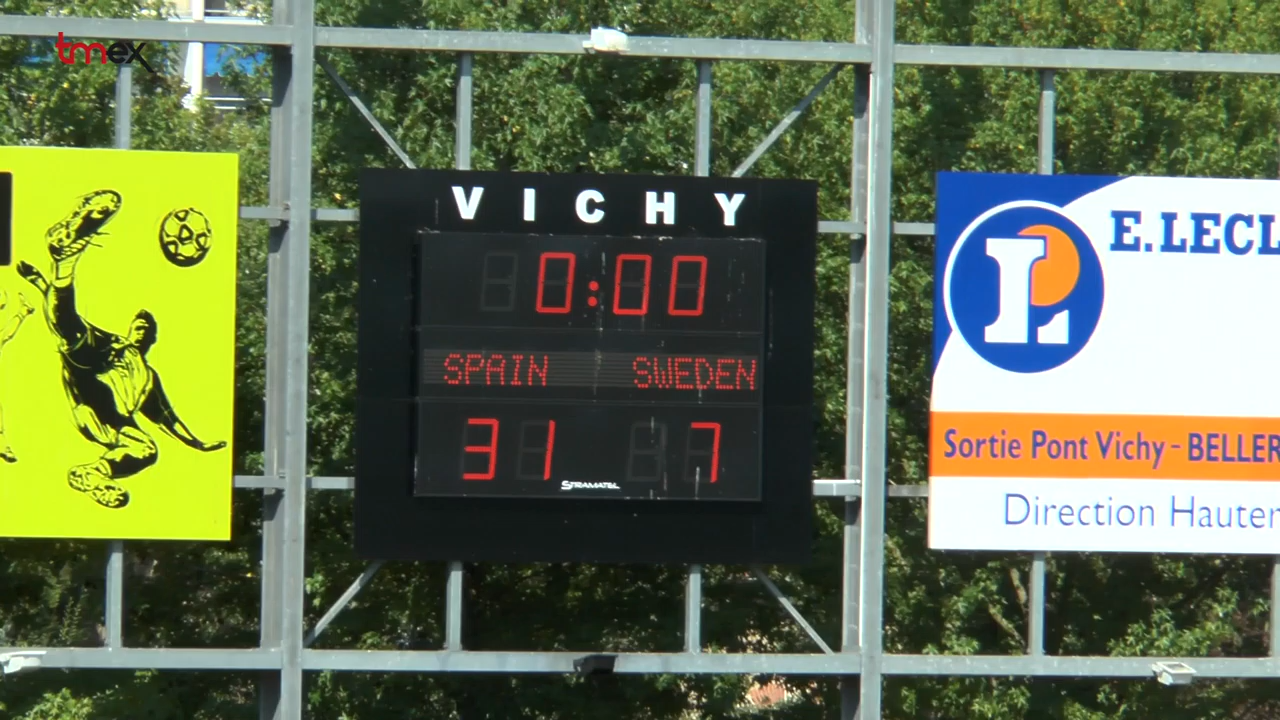 tmex
VICHY
0:00
SPAIN SWEDEN
31 7
STRAMATEL
E.LECL
L
Sortie Pont Vichy - BELLER
Direction Hauter